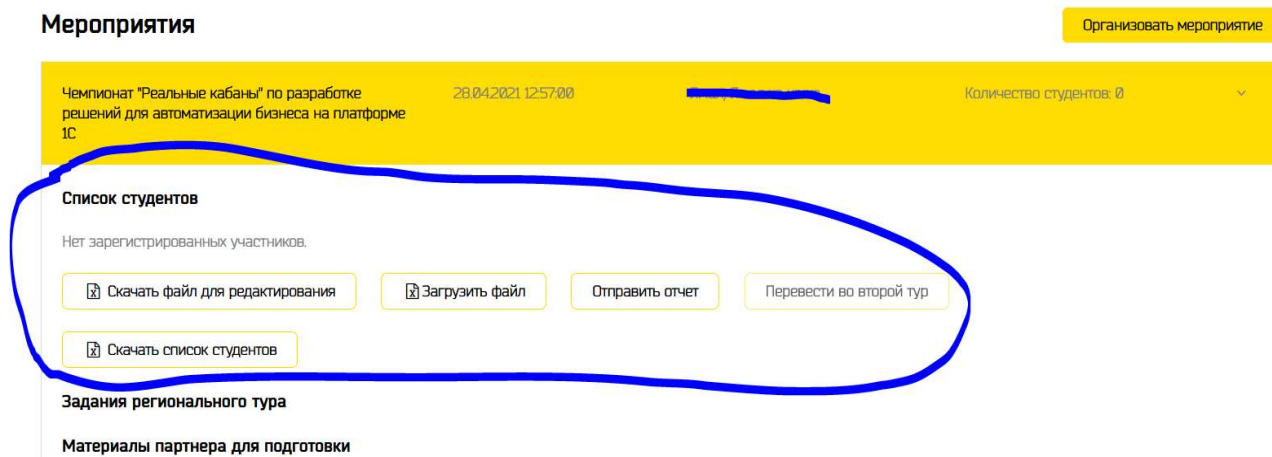 Мероприятия
Организовать мероприятие
Чемпионат "Реальные кабаны" по разработке
решений для автоматизации бизнеса на платформе
1С
28.04.2021 12:57:00
Количество студентов: 0
Список студентов
Нет зарегистрированных участников.
Скачать файл для редактирования
Загрузить файл
Отправить отчет
Перевести во второй тур
Скачать список студентов
Задания регионального тура
Материалы партнера для подготовки